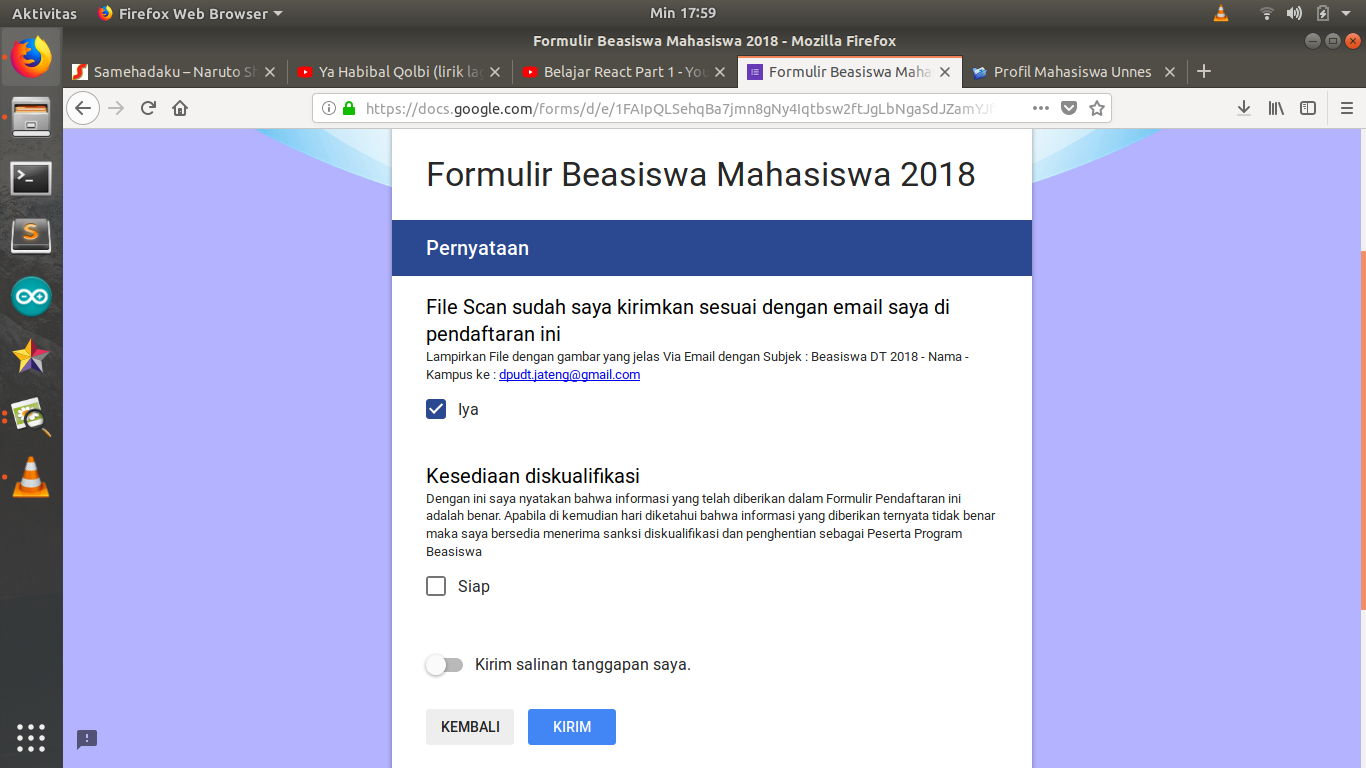 Aktivitas
Firefox Web Browser
Min 17:59
Formulir Beasiswa Mahasiswa 2018 - Mozilla Firefox
Samehadaku – Naruto Sh
Ya Habibal Qolbi (lirik lag
Belajar React Part 1 - You
Formulir Beasiswa Maha
Profil Mahasiswa Unnes
https://docs.google.com/forms/d/e/1FAIpQLSehqBa7jmn8gNy4Iqtbsw2ftJgLbNgaSdJZamYJf
Formulir Beasiswa Mahasiswa 2018
Pernyataan
File Scan sudah saya kirimkan sesuai dengan email saya di
pendaftaran ini
Lampirkan File dengan gambar yang jelas Via Email dengan Subjek : Beasiswa DT 2018 - Nama -
Kampus ke : dpudt.jateng@gmail.com
Iya
Kesediaan diskualifikasi
Dengan ini saya nyatakan bahwa informasi yang telah diberikan dalam Formulir Pendaftaran ini
adalah benar. Apabila di kemudian hari diketahui bahwa informasi yang diberikan ternyata tidak benar
maka saya bersedia menerima sanksi diskualifikasi dan penghentian sebagai Peserta Program
Beasiswa
Siap
Kirim salinan tanggapan saya.
KEMBALI
KIRIM